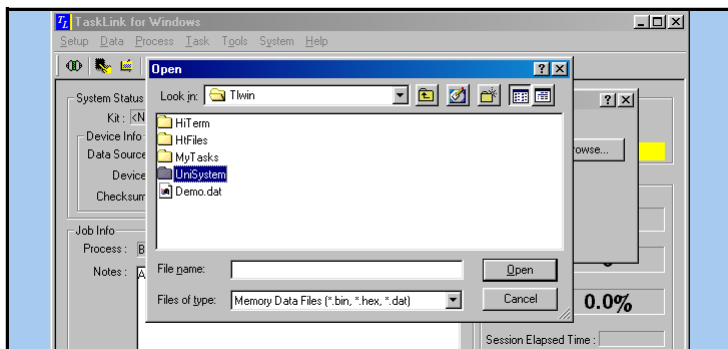 TaskLink for Windows
Setup Data Process Task Tools System Help
Open
Look in: Tlwin
HiTerm
HtFiles
MyTasks
UniSystem
Demo.dat
File name:
Open
Files of type: Memory Data Files (*.bin, *.hex, *.dat)
Cancel
System Status
Kit : <N
Device Info
Data Source
Device
Checksum
Job Info
Process : B
Notes : A
rowse...
0.0%
Session Elapsed Time :